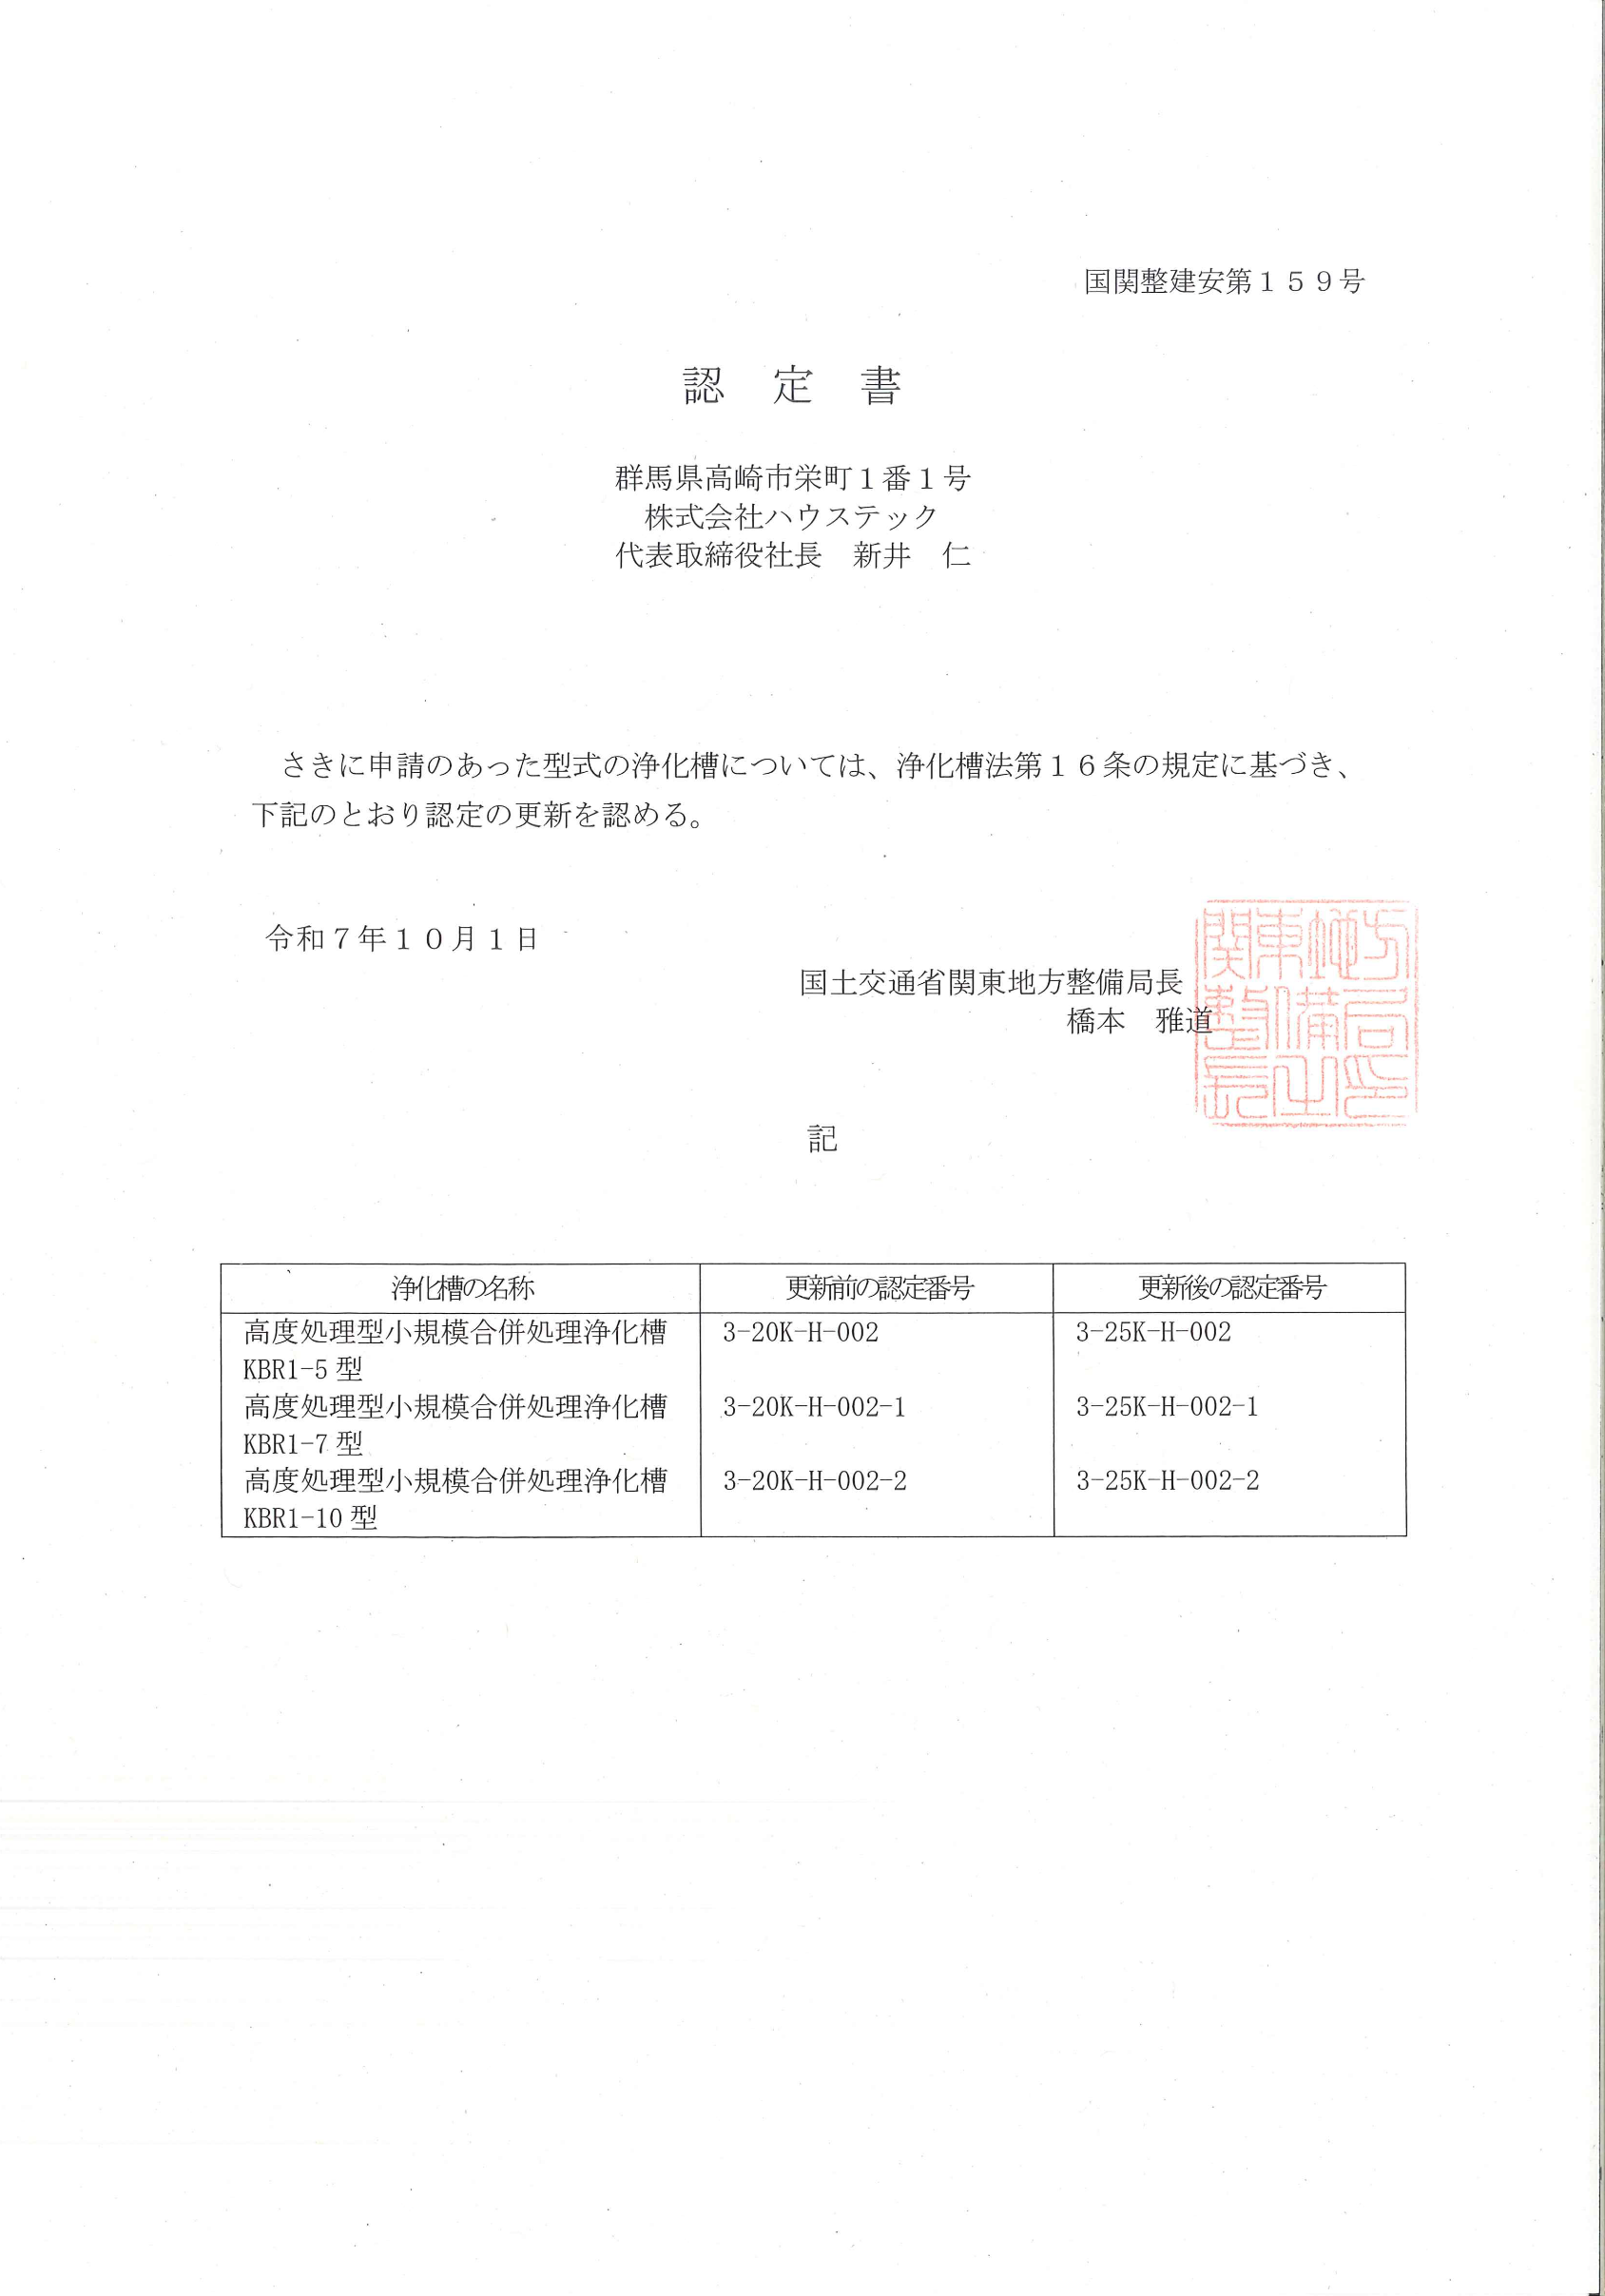 国関整建安第１５９号
認　定　書
群馬県高崎市栄町１番１号
株式会社ハウステック
代表取締役社長　新井　仁
さきに申請のあった型式の浄化槽については、浄化槽法第１６条の規定に基づき、
下記のとおり認定の更新を認める。
令和７年１０月１日
国土交通省関東地方整備局長
橋本　雅道
関東地方
整備局
長之印
記
浄化槽の名称　更新前の認定番号　更新後の認定番号
高度処理型小規模合併処理浄化槽　3-20K-H-002　3-25K-H-002
KBR1-5 型
高度処理型小規模合併処理浄化槽　3-20K-H-002-1　3-25K-H-002-1
KBR1-7 型
高度処理型小規模合併処理浄化槽　3-20K-H-002-2　3-25K-H-002-2
KBR1-10 型